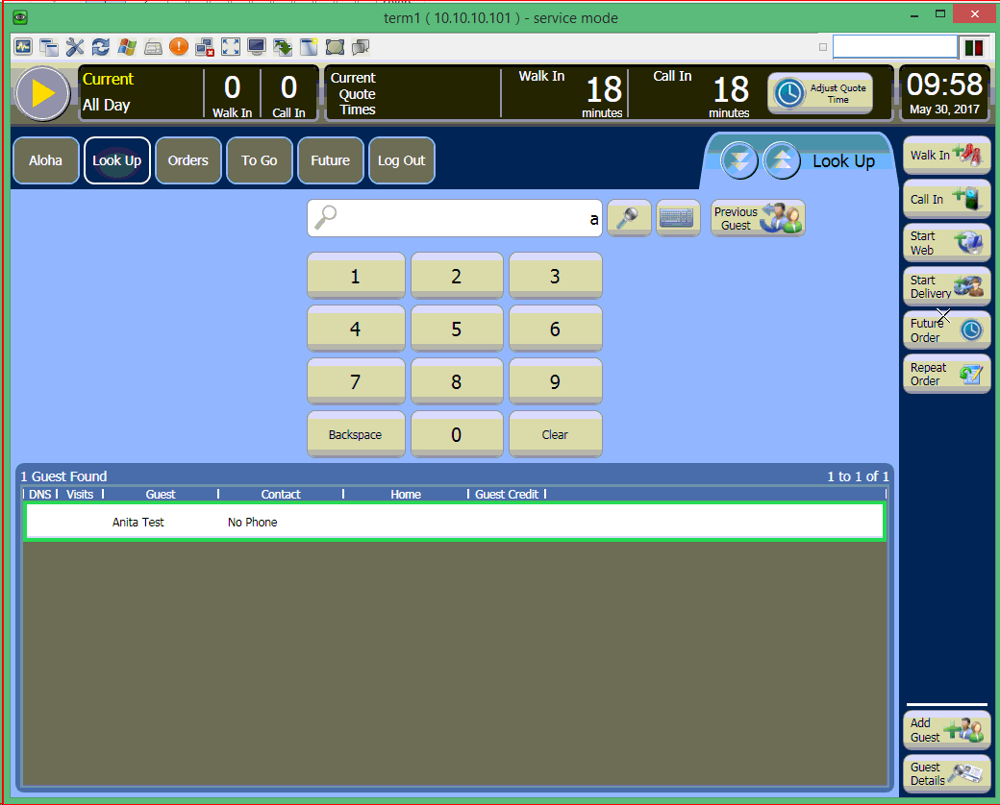 term1 ( 10.10.10.101 ) - service mode
Current
All Day
0
Walk In
0
Call In
Current
Quote
Times
Walk In
18
minutes
Call In
18
minutes
Adjust Quote
Time
09:58
May 30, 2017
Aloha
Look Up
Orders
To Go
Future
Log Out
Look Up
a
Previous
Guest
1
2
3
4
5
6
7
8
9
Backspace
0
Clear
Walk In
Call In
Start
Web
Start
Delivery
Future
Order
Repeat
Order
1 Guest Found
1 to 1 of 1
DNS Visits Guest Contact Home Guest Credit
Anita Test No Phone
Add
Guest
Guest
Details